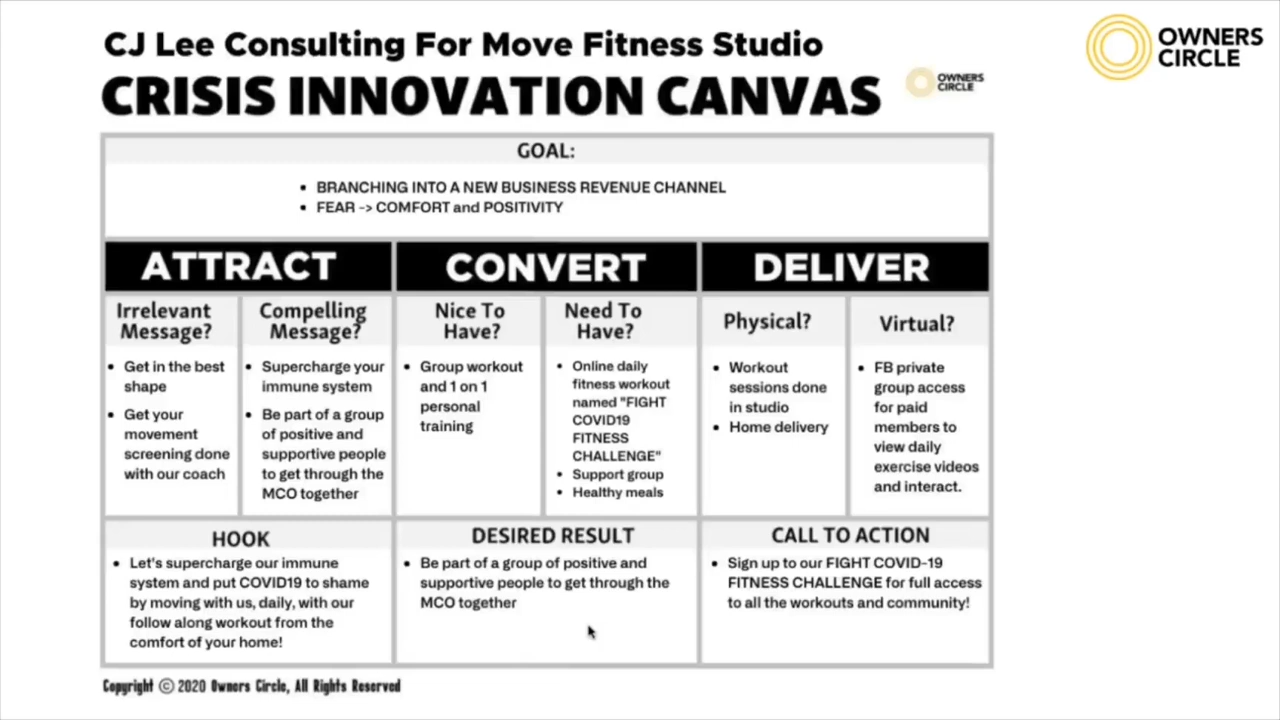 CJ Lee Consulting For Move Fitness Studio
CRISIS INNOVATION CANVAS
OWNERS
CIRCLE
OWNERS
CIRCLE
GOAL:
• BRANCHING INTO A NEW BUSINESS REVENUE CHANNEL
• FEAR -> COMFORT and POSITIVITY
ATTRACT
CONVERT
DELIVER
Irrelevant
Message?
• Get in the best
shape
• Get your
movement
screening done
with our coach
Compelling
Message?
• Supercharge your
immune system
• Be part of a group
of positive and
supportive people
to get through the
MCO together
Nice To
Have?
• Group workout
and 1 on 1
personal
training
Need To
Have?
• Online daily
fitness workout
named "FIGHT
COVID19
FITNESS
CHALLENGE"
• Support group
• Healthy meals
Physical?
• Workout
sessions done
in studio
• Home delivery
Virtual?
• FB private
group access
for paid
members to
view daily
exercise videos
and interact.
HOOK
• Let's supercharge our immune
system and put COVID19 to shame
by moving with us, daily, with our
follow along workout from the
comfort of your home!
DESIRED RESULT
• Be part of a group of positive and
supportive people to get through the
MCO together
CALL TO ACTION
• Sign up to our FIGHT COVID-19
FITNESS CHALLENGE for full access
to all the workouts and community!
Copyright © 2020 Owners Circle, All Rights Reserved